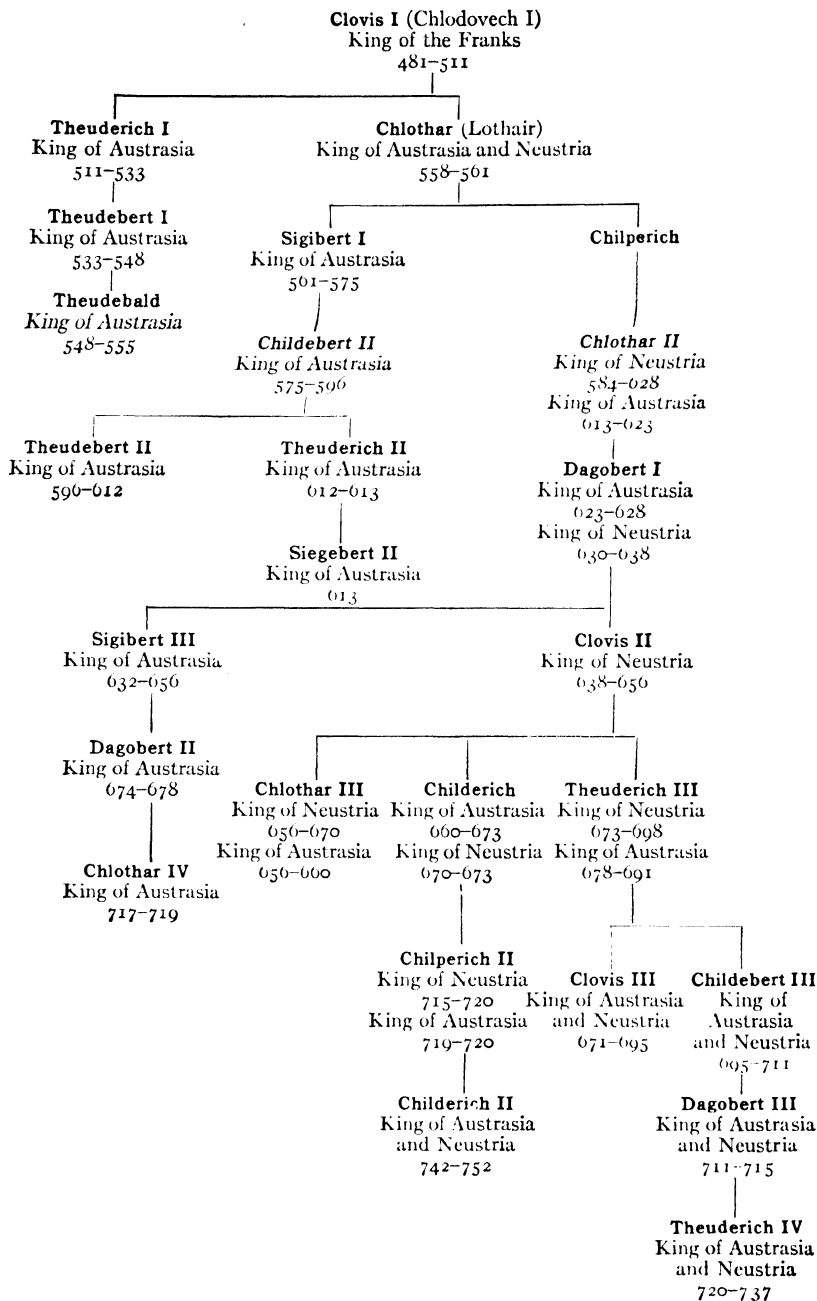 Clovis I (Chlodovech I)
King of the Franks
481–511
Theuderich I
King of Austrasia
511–533
Chlothar (Lothair)
King of Austrasia and Neustria
558–561
Theudebert I
King of Austrasia
533–548
Sigibert I
King of Austrasia
561–575
Chilperich
Theudebald
King of Austrasia
548–555
Childebert II
King of Austrasia
575–596
Chlothar II
King of Neustria
584–628
King of Austrasia
613–623
Theudebert II
King of Austrasia
596–612
Theuderich II
King of Austrasia
612–613
Dagobert I
King of Austrasia
623–628
King of Neustria
630–638
Siegebert II
King of Austrasia
613
Sigibert III
King of Austrasia
632–656
Clovis II
King of Neustria
638–656
Dagobert II
King of Austrasia
674–678
Chlothar III
King of Neustria
656–670
King of Austrasia
656–660
Childerich
King of Austrasia
660–673
King of Neustria
670–673
Theuderich III
King of Neustria
673–698
King of Austrasia
678–691
Chlothar IV
King of Austrasia
717–719
Chilperich II
King of Neustria
715–720
King of Austrasia
719–720
Clovis III
King of Austrasia
and Neustria
671–695
Childebert III
King of
Austrasia
and Neustria
695–711
Childerich II
King of Austrasia
and Neustria
742–752
Dagobert III
King of Austrasia
and Neustria
711–715
Theuderich IV
King of Austrasia
and Neustria
720–737